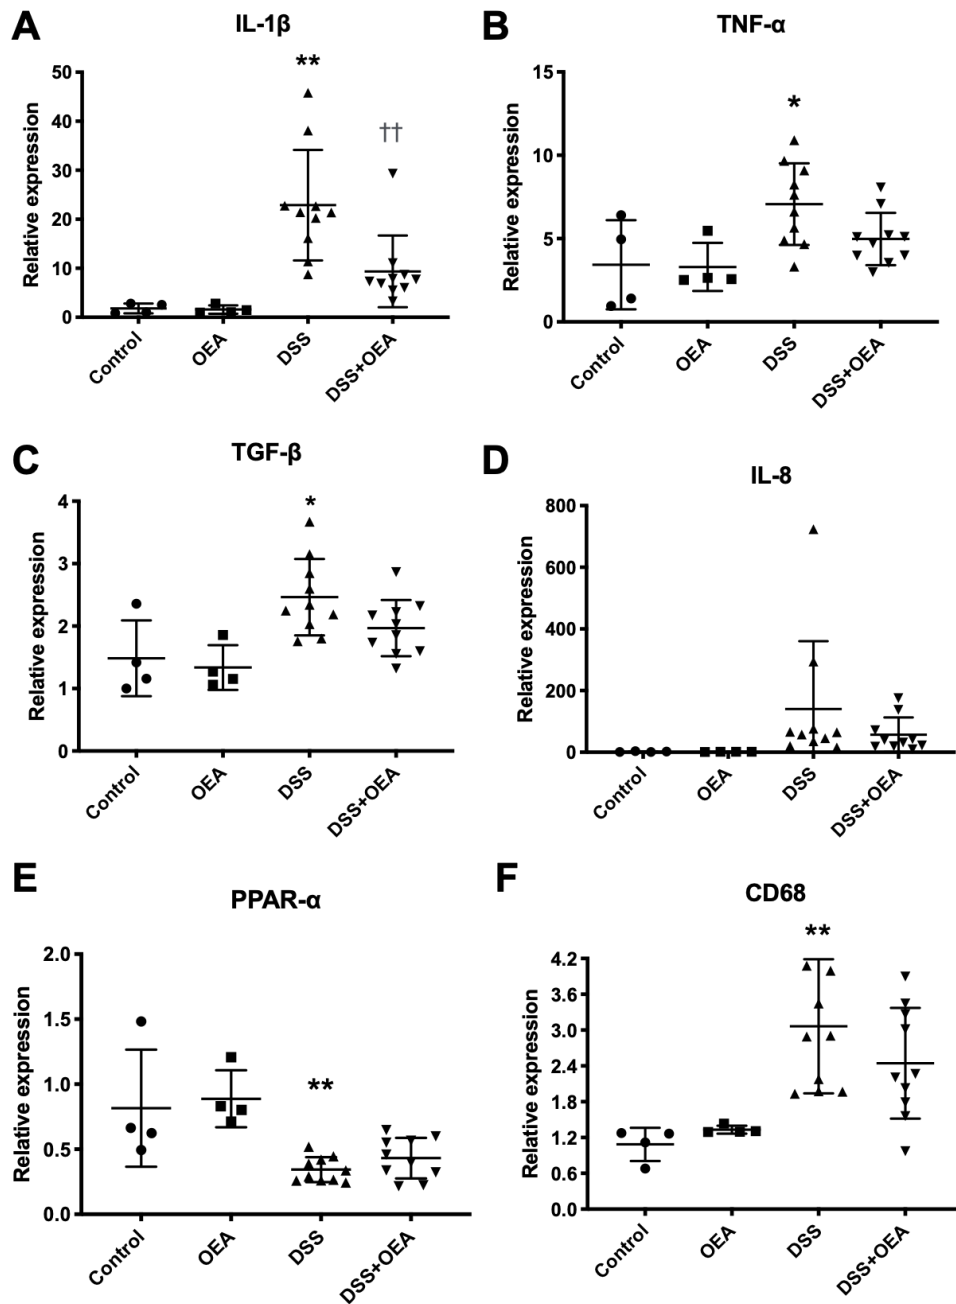 A
IL-1β
Relative expression
50
40
30
20
10
0
**
††
Control
OEA
DSS
DSS+OEA
B
TNF-α
Relative expression
15
10
5
0
*
Control
OEA
DSS
DSS+OEA
C
TGF-β
Relative expression
4
3
2
1
0
*
Control
OEA
DSS
DSS+OEA
D
IL-8
Relative expression
800
600
400
200
0
Control
OEA
DSS
DSS+OEA
E
PPAR-α
Relative expression
2.0
1.5
1.0
0.5
0.0
**
Control
OEA
DSS
DSS+OEA
F
CD68
Relative expression
4.2
3.6
3.0
2.4
1.8
1.2
0.6
0.0
**
Control
OEA
DSS
DSS+OEA